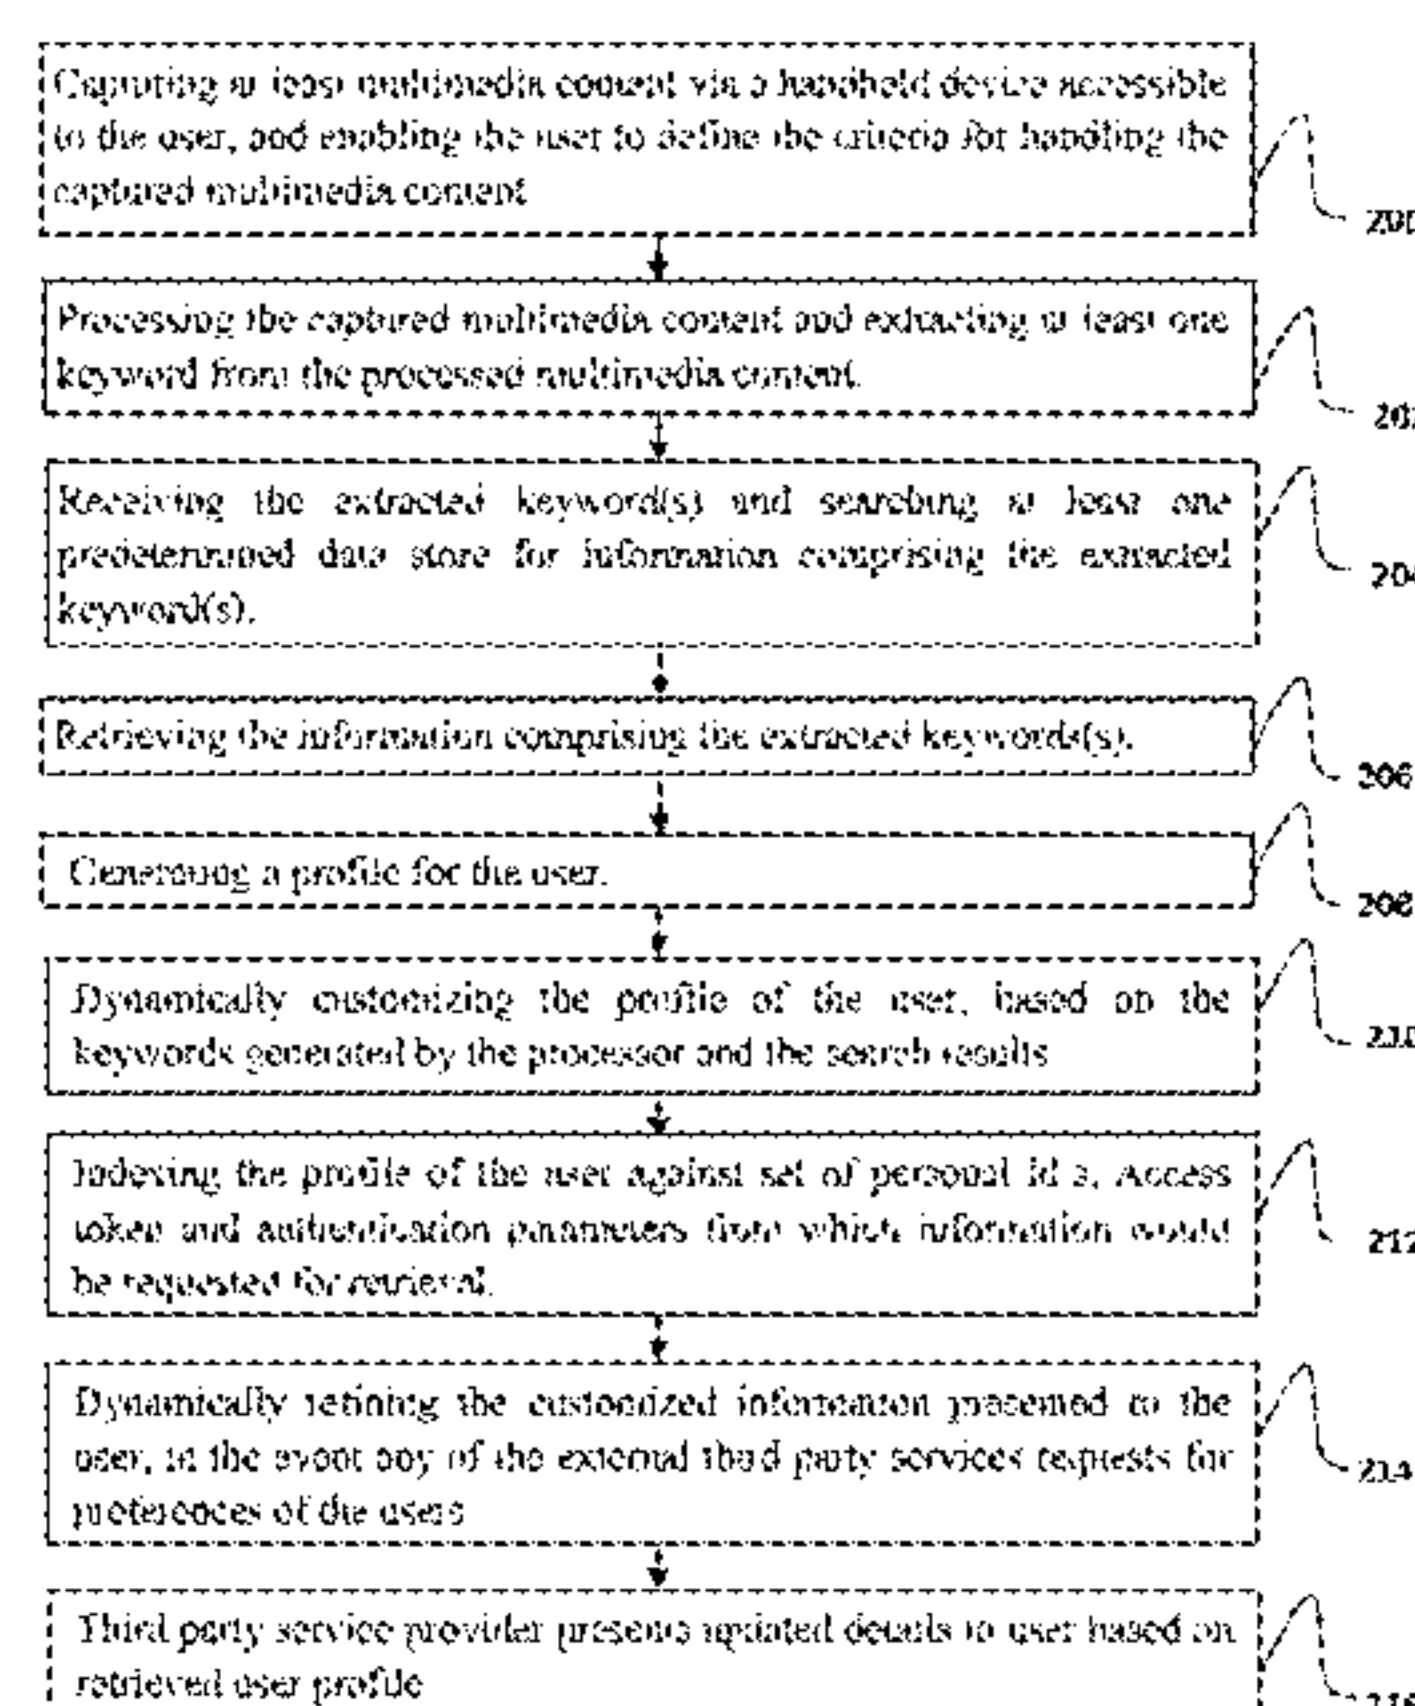 Capturing at least multimedia content via a handheld device accessible
to the user, and enabling the user to define the criteria for handling the
captured multimedia content
200
Processing the captured multimedia content and extracting at least one
keyword from the processed multimedia content.
202
Receiving the extracted keyword(s) and searching at least one
predetermined data store for information comprising the extracted
keyword(s).
204
Retrieving the information comprising the extracted keywords(s).
206
Generating a profile for the user.
208
Dynamically customizing the profile of the user, based on the
keywords generated by the processor and the search results
210
Indexing the profile of the user against set of personal id s, Access
token and authentication parameters from which information would
be requested for retrieval.
212
Dynamically refining the customized information presented to the
user, in the event any of the external third party services requests for
preferences of the users
214
Third party service provider presents updated details to user based on
retrieved user profile